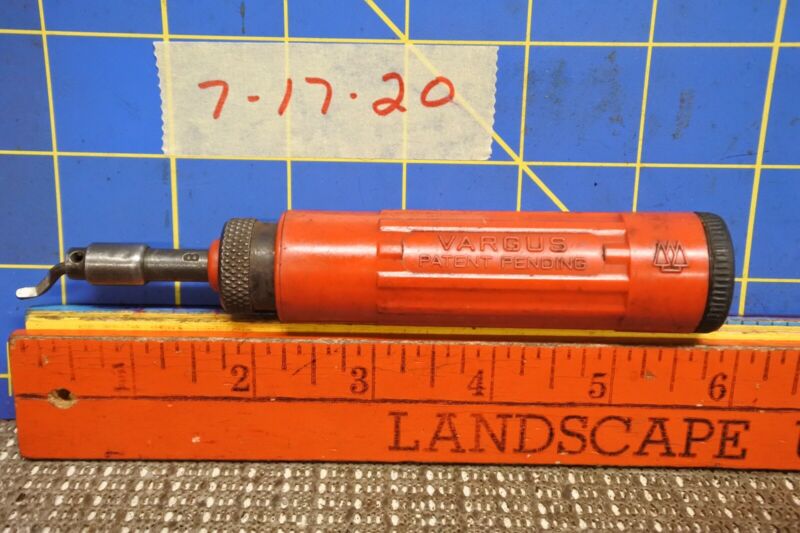 7-17-20
VARGUS
PATENT PENDING
B
1 2 3 4 5 6
LANDSCAPE